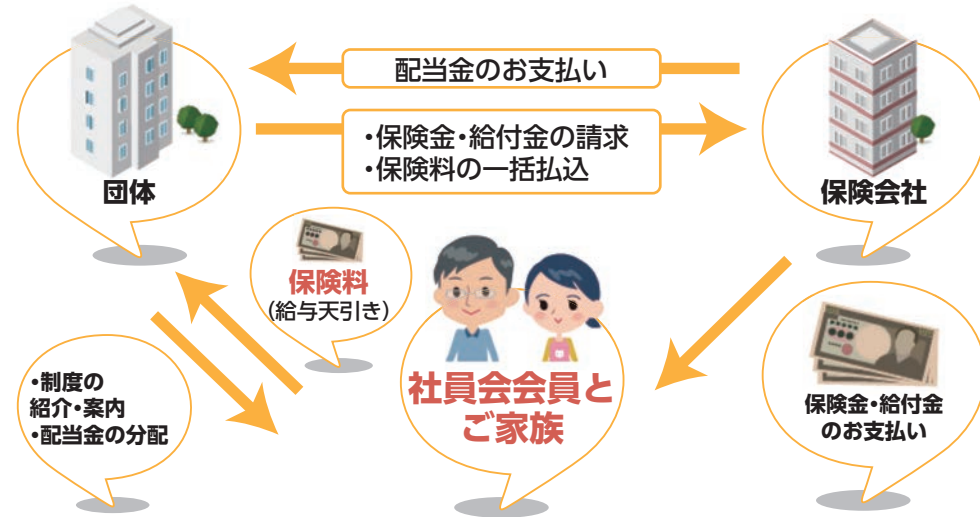 配当金のお支払い
・保険金・給付金の請求
・保険料の一括払込
団体
保険会社
保険料
(給与天引き)
・制度の
紹介・案内
・配当金の分配
社員会会員と
ご家族
保険金・給付金
のお支払い